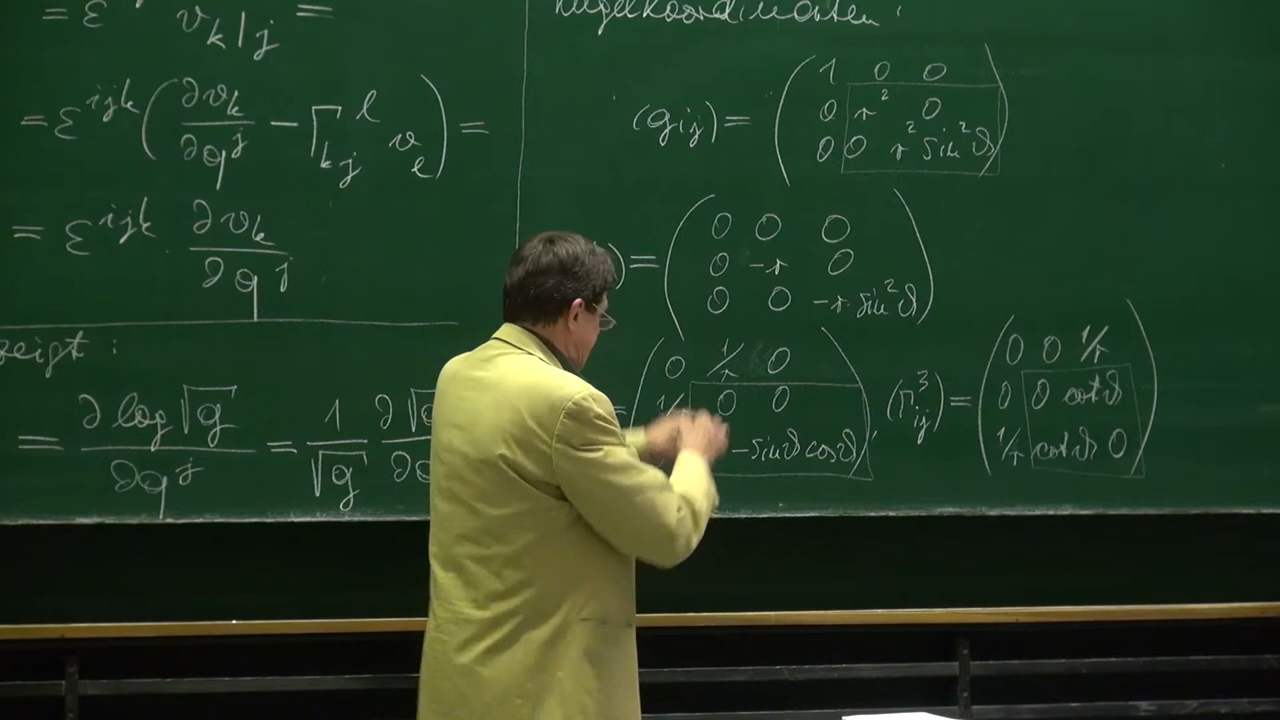 = ε v_{k|j} =
= ε^{ijk} ( ∂v_k/∂q^j − Γ_{kj}^l v_l ) =
= ε^{ijk} ∂v_k/∂q^j
zeigt :
= ∂ log √g / ∂q^j = 1/√g ∂√g
Kugelkoordinaten :
(g_{ij}) = ( 1 0 0
0 r² 0
0 0 r² sin²ϑ )
) = ( 0 0 0
0 −r 0
0 0 −r sin²ϑ )
= ( 0 1/r 0
0 0
−sinϑ cosϑ ),
(Γ^3_{ij}) = ( 0 0 1/r
0 0 cotϑ
1/r cotϑ 0 )